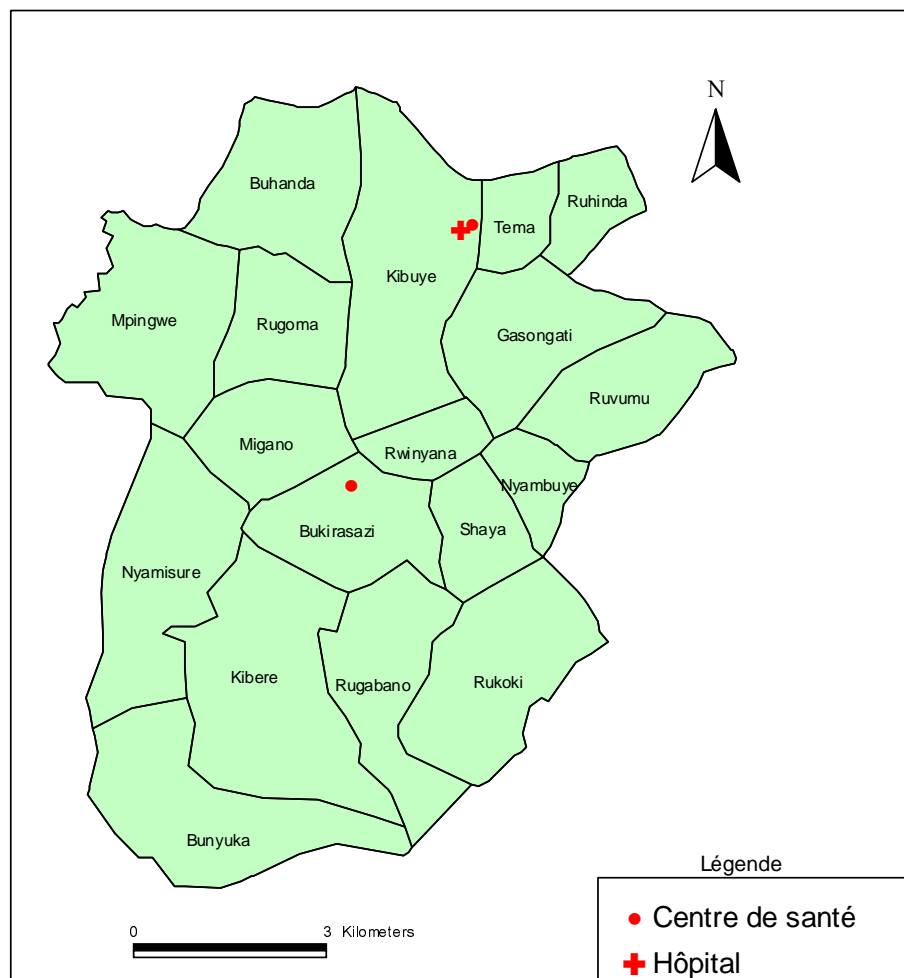 N
Buhanda
Ruhinda
Tema
Kibuye
Mpingwe
Rugoma
Gasongati
Ruvumu
Migano
Rwinyana
Nyambuye
Bukirasazi
Shaya
Nyamisure
Kibere
Rugabano
Rukoki
Bunyuka
0 3 Kilometers
Légende
Centre de santé
Hôpital